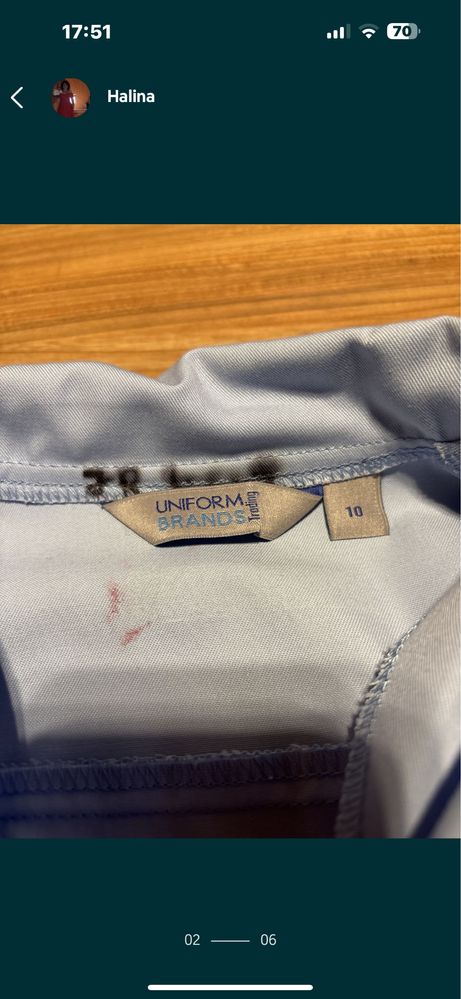 17:51
70
Halina
UNIFORM
BRANDS
Trading
10
02
06